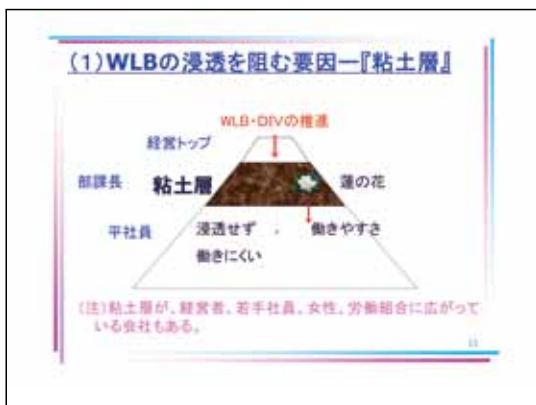 (1)WLBの浸透を阻む要因ー『粘土層』
WLB・DIVの推進
経営トップ
部課長
粘土層
蓮の花
平社員
浸透せず
働きやすさ
働きにくい
(注)粘土層が、経営者、若手社員、女性、労働組合に広がって
いる会社もある。